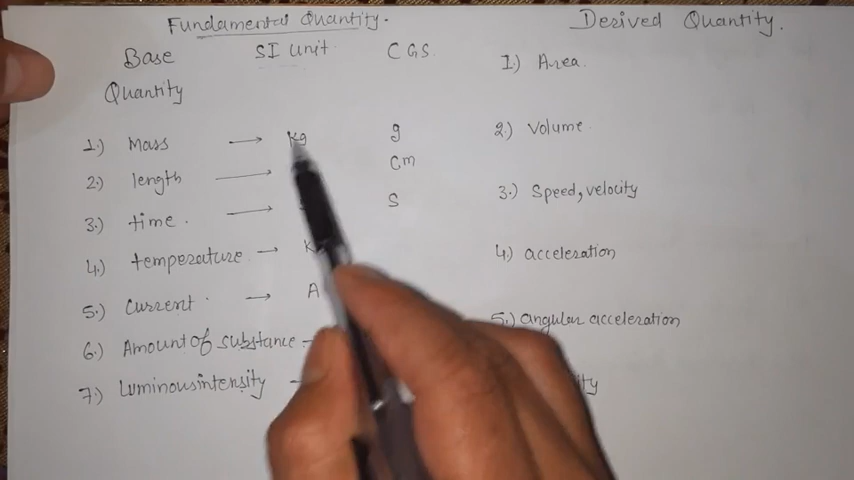 Fundamental Quantity.
Base SI Unit CGS
Quantity
1.) Mass → Kg g
2.) length → cm
3.) time. → S
4.) temperature → K
5.) Current → A
6.) Amount of substance →
7.) Luminousintensity →
Derived Quantity.
1.) Area.
2.) Volume
3.) Speed, velocity
4.) acceleration
5.) angular acceleration